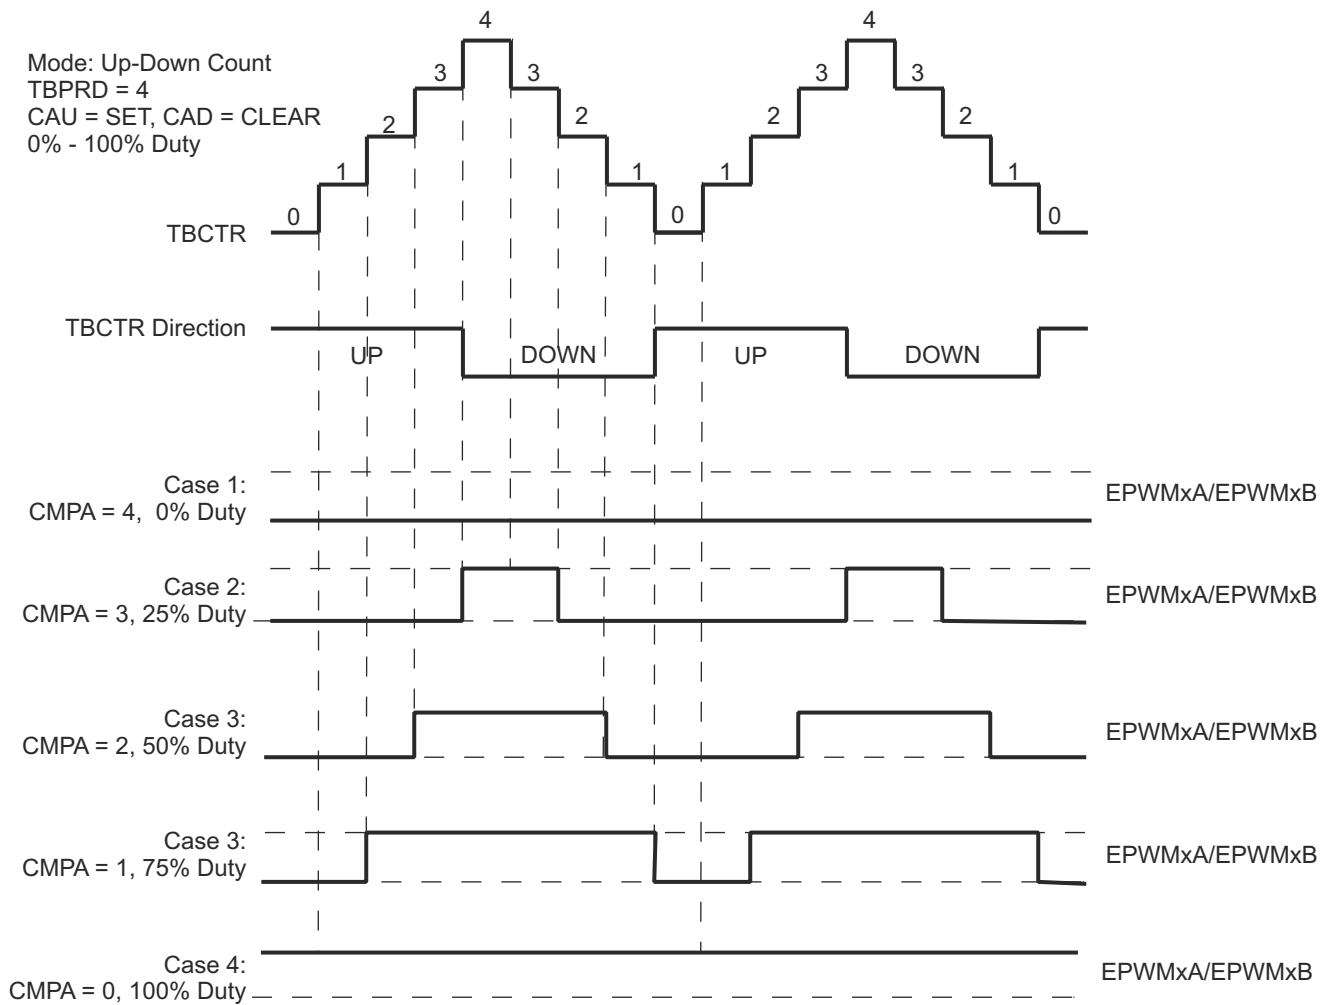 4
4
Mode: Up-Down Count
TBPRD = 4
CAU = SET, CAD = CLEAR
0% - 100% Duty
3
3
3
3
2
2
2
2
1
1
1
1
0
0
0
TBCTR
TBCTR Direction
UP
DOWN
UP
DOWN
Case 1:
CMPA = 4, 0% Duty
EPWMxA/EPWMxB
Case 2:
CMPA = 3, 25% Duty
EPWMxA/EPWMxB
Case 3:
CMPA = 2, 50% Duty
EPWMxA/EPWMxB
Case 3:
CMPA = 1, 75% Duty
EPWMxA/EPWMxB
Case 4:
CMPA = 0, 100% Duty
EPWMxA/EPWMxB